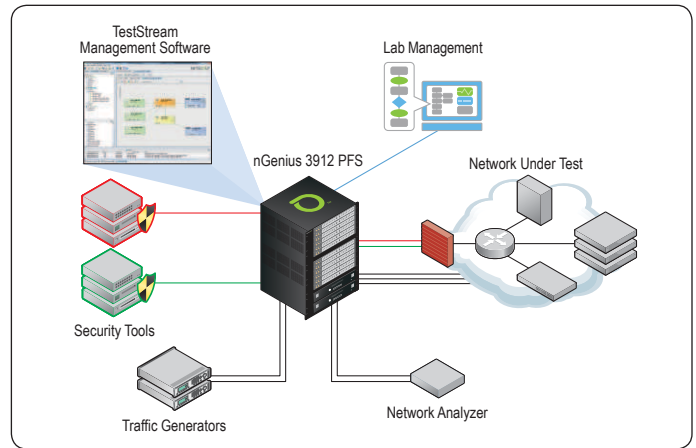 TestStream
Management Software
Lab Management
nGenius 3912 PFS
Network Under Test
Security Tools
Traffic Generators
Network Analyzer